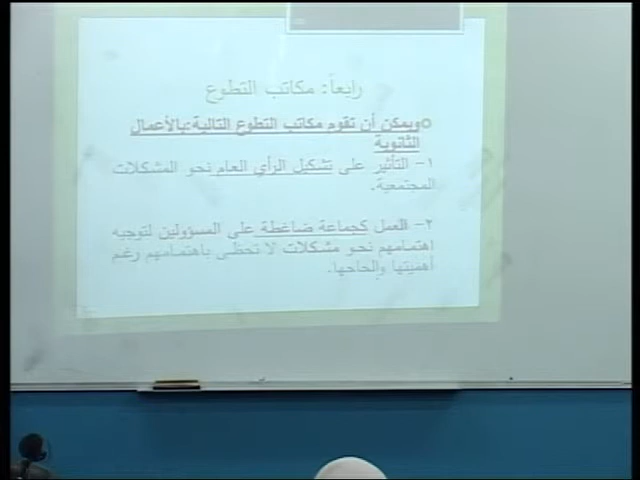 رابعاً: مكاتب التطوع
ويمكن أن تقوم مكاتب التطوع التالية:بالأعمال
الثانوية
١- التأثير على تشكيل الرأي العام نحو المشكلات
المجتمعية.
٢- العمل كجماعة ضاغطة على المسؤولين لتوجيه
اهتمامهم نحو مشكلات لا تحظى باهتمامهم رغم
أهميتها وإلحاحها.